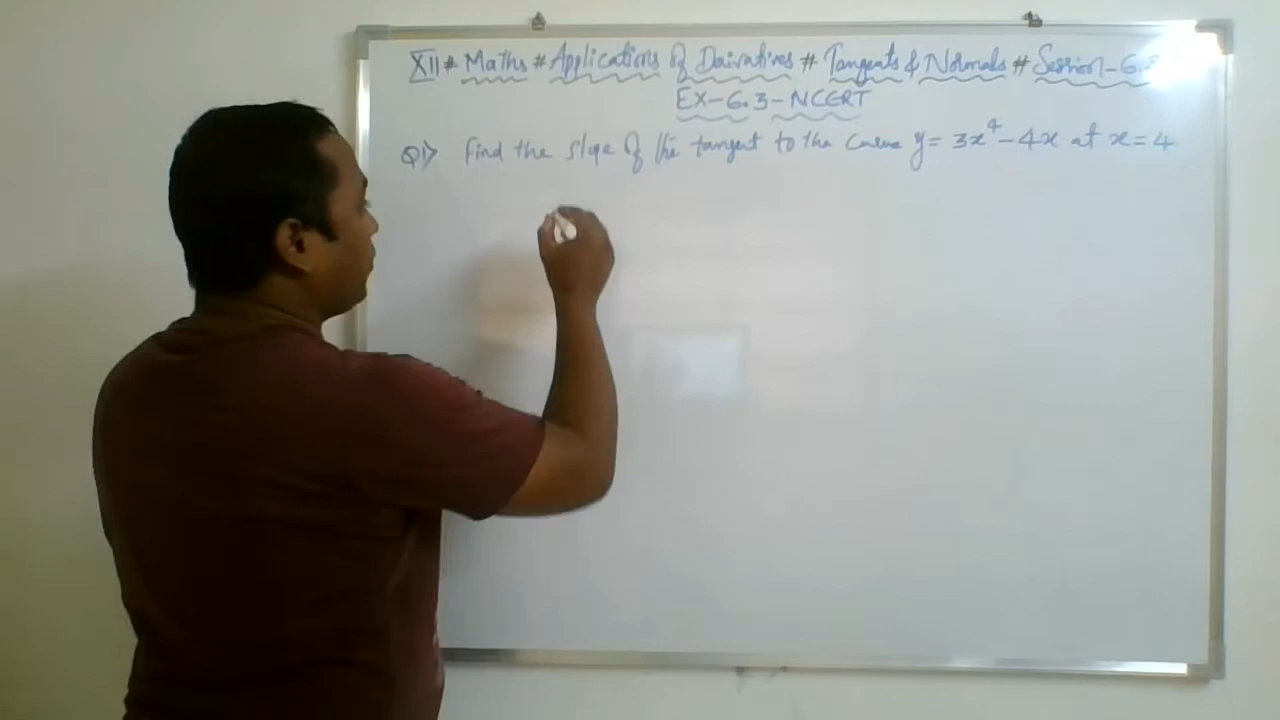 XII # Maths # Applications of Derivatives # Tangents & Normals # Session - 6.
EX - 6.3 - NCERT
Q1> Find the slope of the tangent to the curve y = 3x⁴ - 4x at x = 4